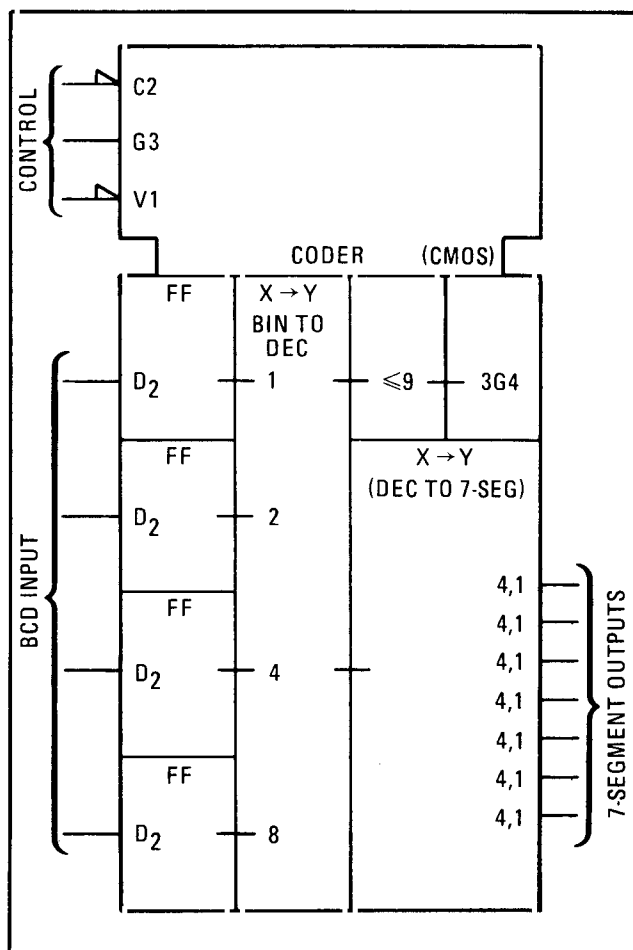 CONTROL
C2
G3
V1
CODER (CMOS)
FF
X → Y
BIN TO
DEC
BCD INPUT
D2
1
≤9
3G4
FF
X → Y
(DEC TO 7-SEG)
D2
2
FF
4,1
4,1
4,1
4,1
4,1
4,1
4,1
7-SEGMENT OUTPUTS
D2
4
FF
D2
8